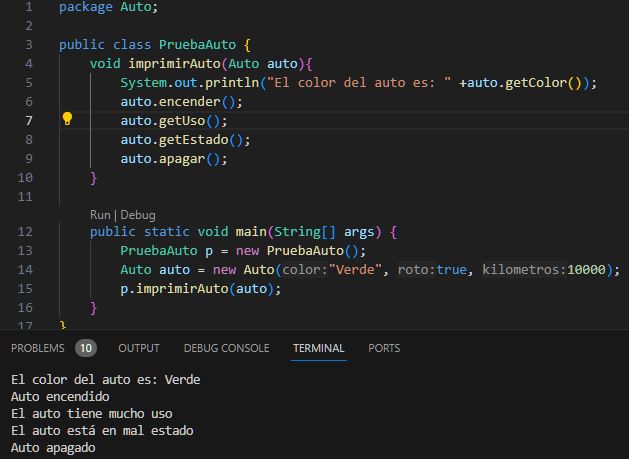 1 package Auto;
2
3 public class PruebaAuto {
4 void imprimirAuto(Auto auto){
5 System.out.println("El color del auto es: " +auto.getColor());
6 auto.encender();
7 auto.getUso();
8 auto.getEstado();
9 auto.apagar();
10 }
11
Run | Debug
12 public static void main(String[] args) {
13 PruebaAuto p = new PruebaAuto();
14 Auto auto = new Auto(color:"Verde", roto:true, kilometros:10000);
15 p.imprimirAuto(auto);
16 }
17 }
PROBLEMS 10 OUTPUT DEBUG CONSOLE TERMINAL PORTS
El color del auto es: Verde
Auto encendido
El auto tiene mucho uso
El auto está en mal estado
Auto apagado